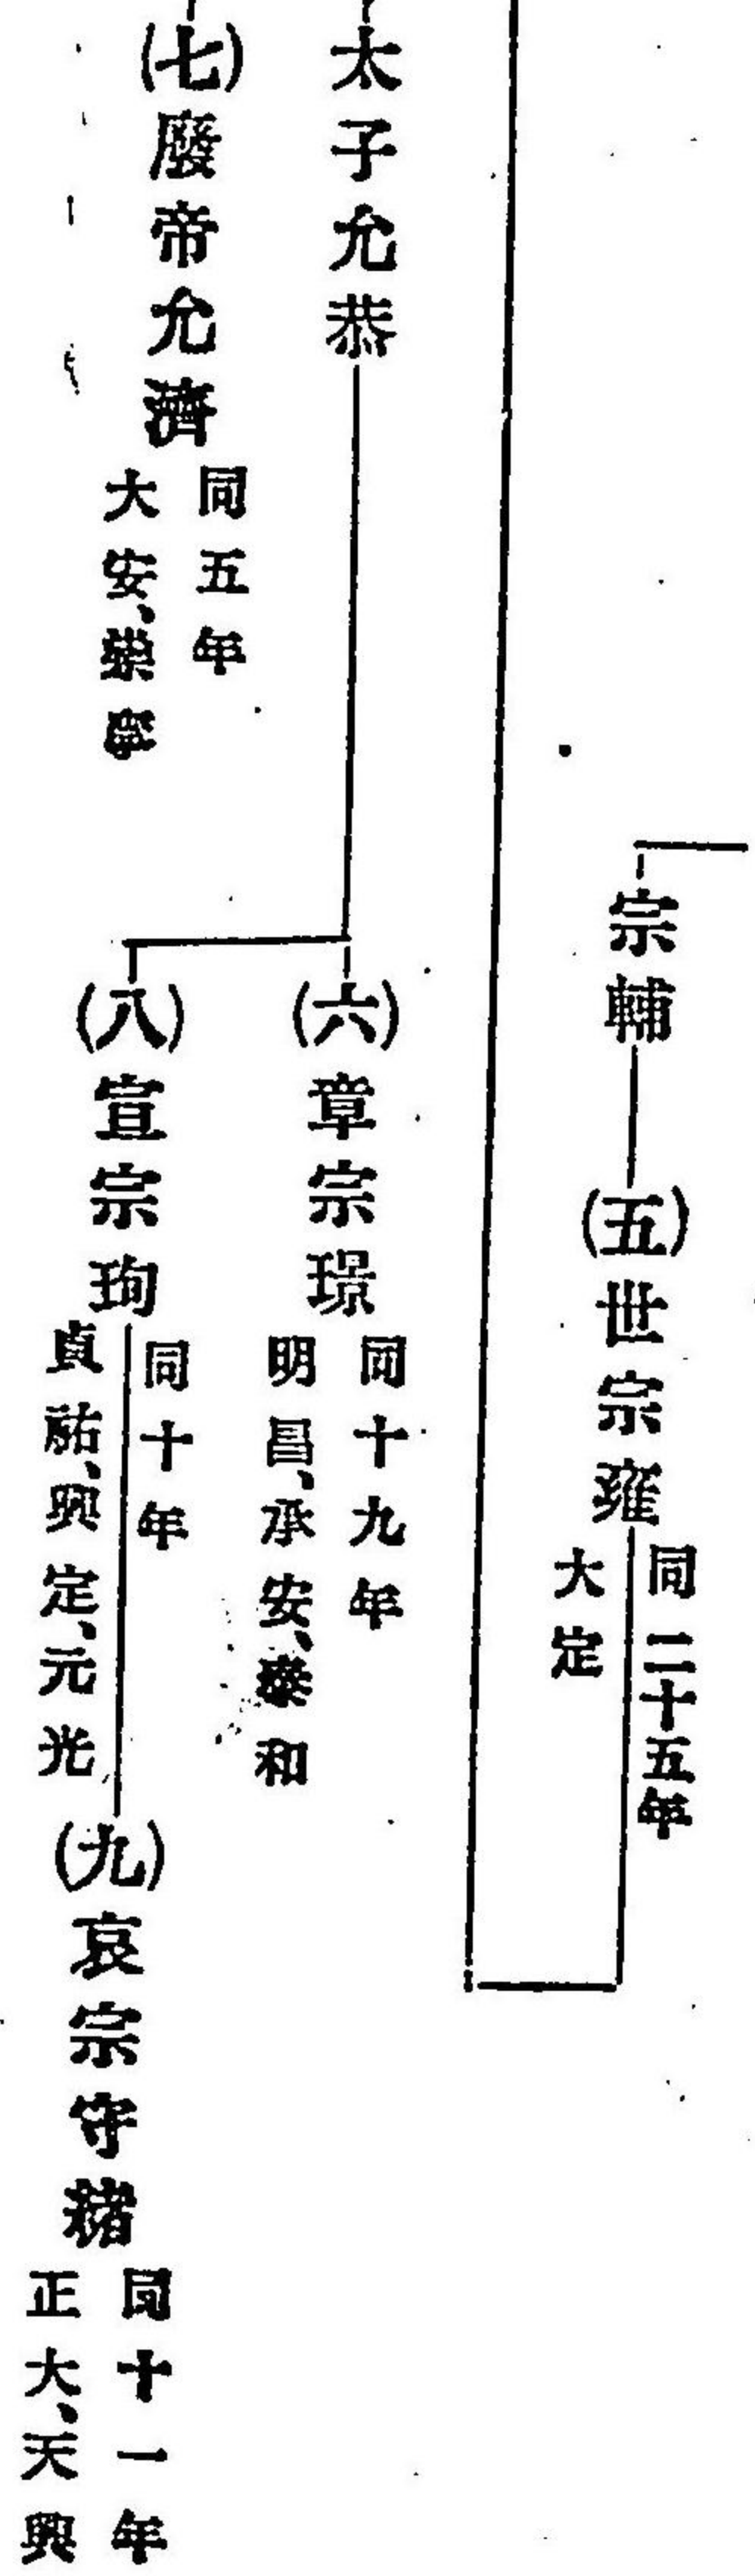 宗輔
(五)世宗雍
同二十五年
大定
太子允恭
(六)章宗璟
同十九年
明昌、承安、泰和
(七)廢帝允濟
同五年
大安、崇寧
(八)宣宗珣
同十年
貞祐、興定、元光
(九)哀宗守緒
同十一年
正大、天興